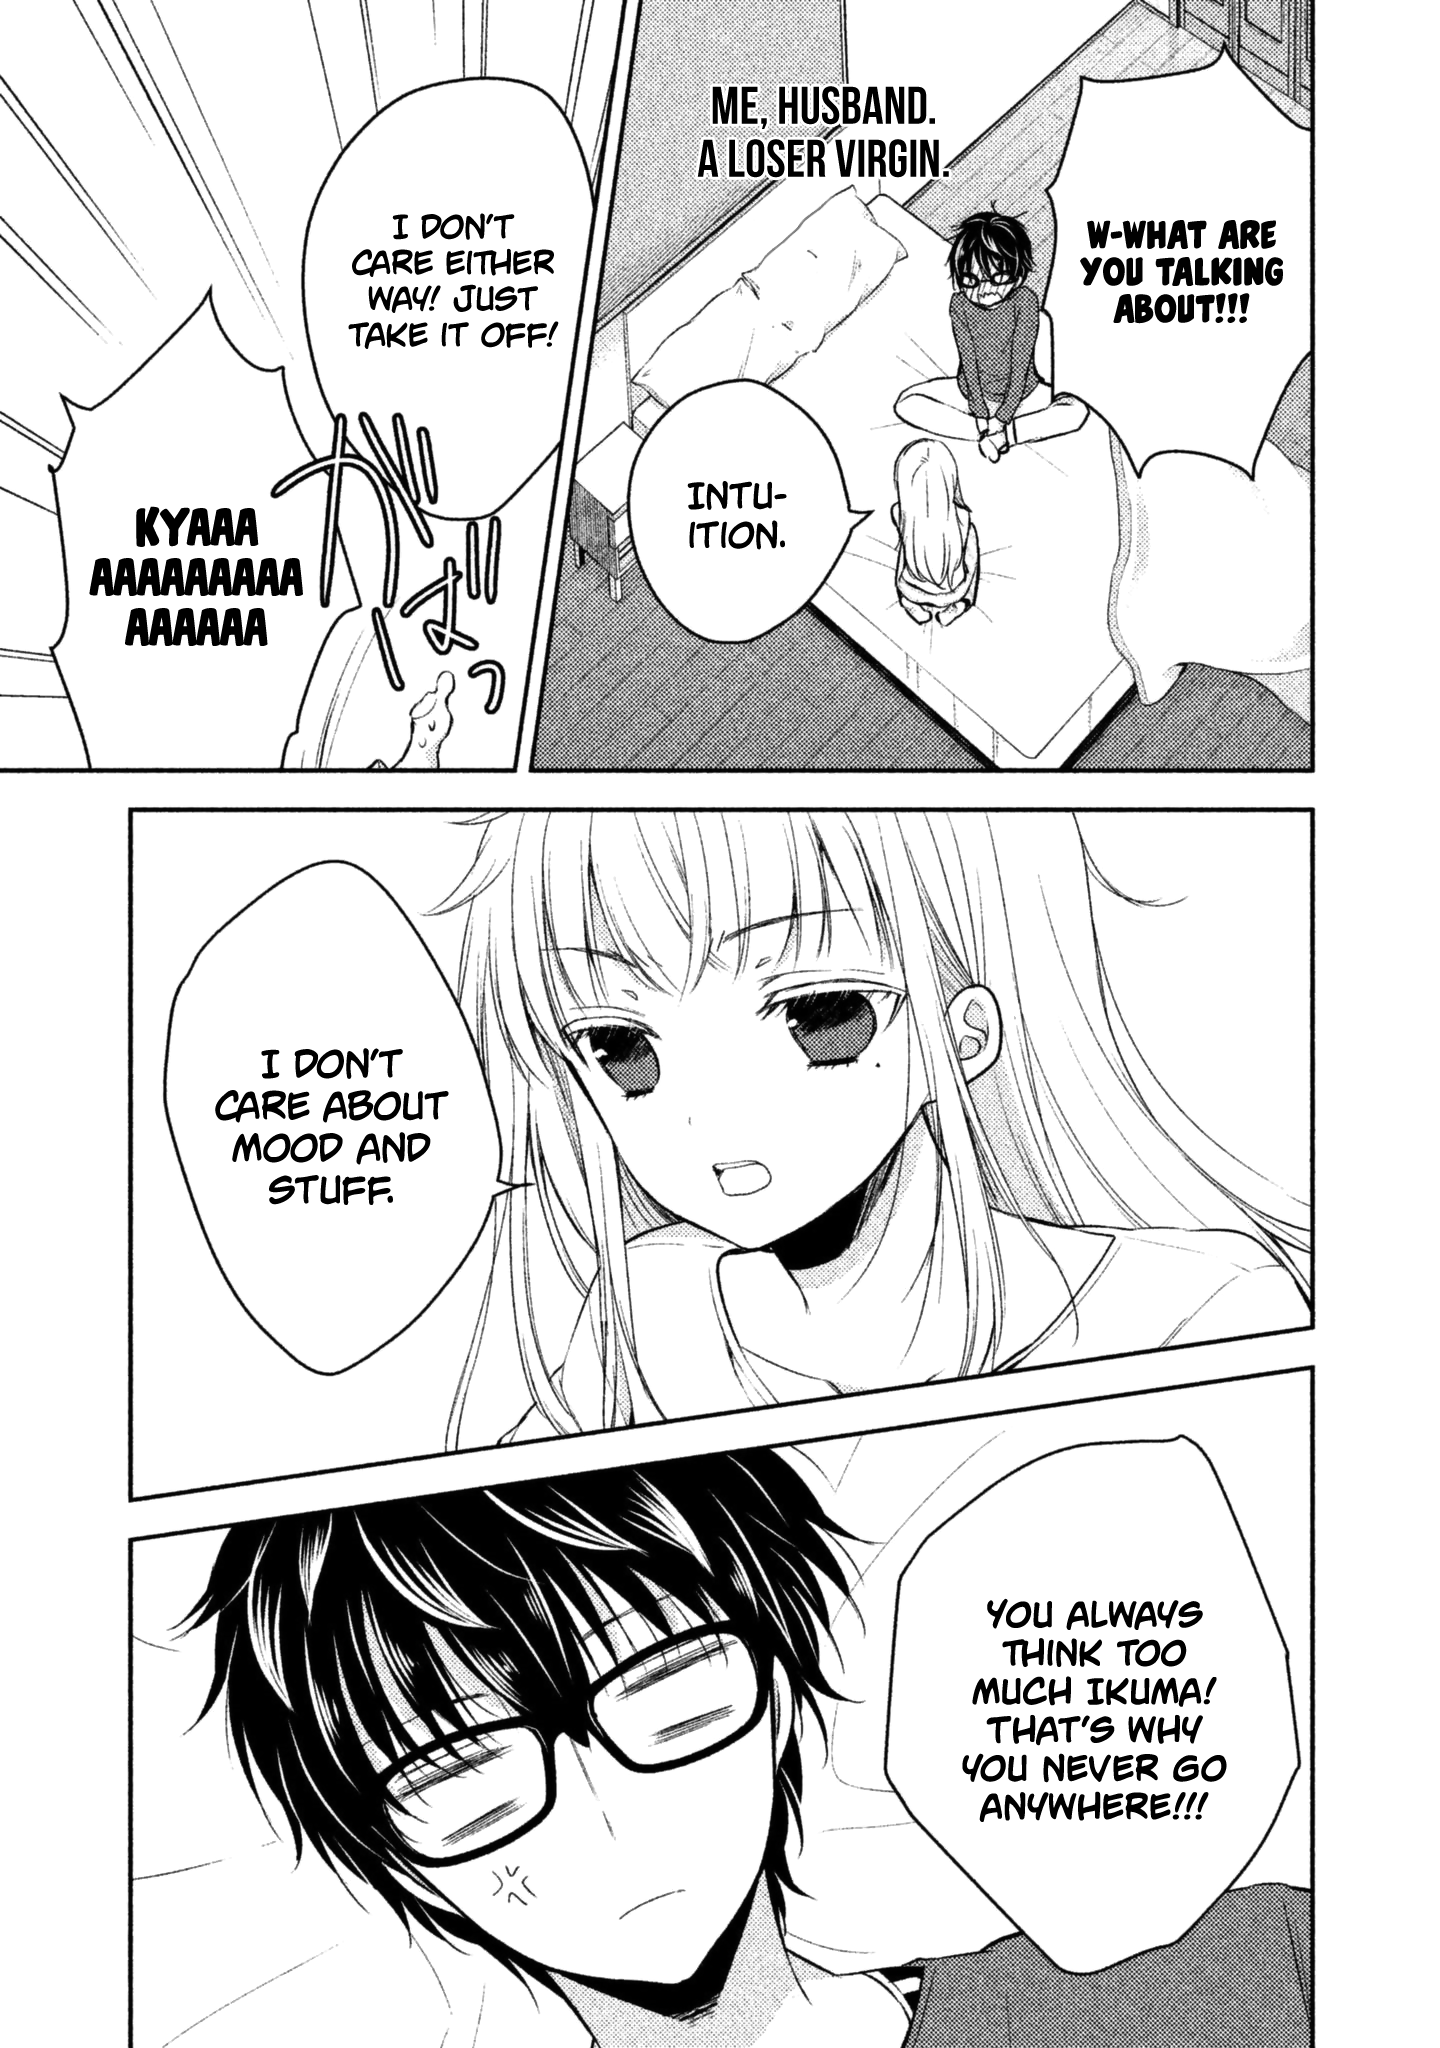 W-WHAT ARE
YOU TALKING
ABOUT!!!
ME, HUSBAND.
A LOSER VIRGIN.
INTU-
ITION.
I DON'T
CARE EITHER
WAY! JUST
TAKE IT OFF!
がばっ
KYAAA
AAAAAAAAA
AAAAAA
I DON'T
CARE ABOUT
MOOD AND
STUFF.
YOU ALWAYS
THINK TOO
MUCH IKUMA!
THAT'S WHY
YOU NEVER GO
ANYWHERE!!!